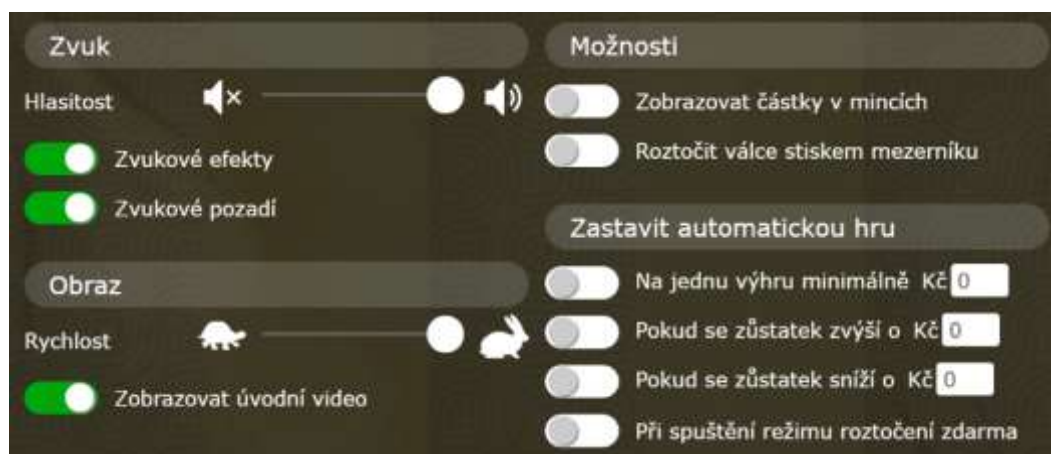 Zvuk
Hlasitost
Zvukové efekty
Zvukové pozadí
Obraz
Rychlost
Zobrazovat úvodní video
Možnosti
Zobrazovat částky v mincích
Roztočit válce stiskem mezerníku
Zastavit automatickou hru
Na jednu výhru minimálně Kč 0
Pokud se zůstatek zvýší o Kč 0
Pokud se zůstatek sníží o Kč 0
Při spuštění režimu roztočení zdarma